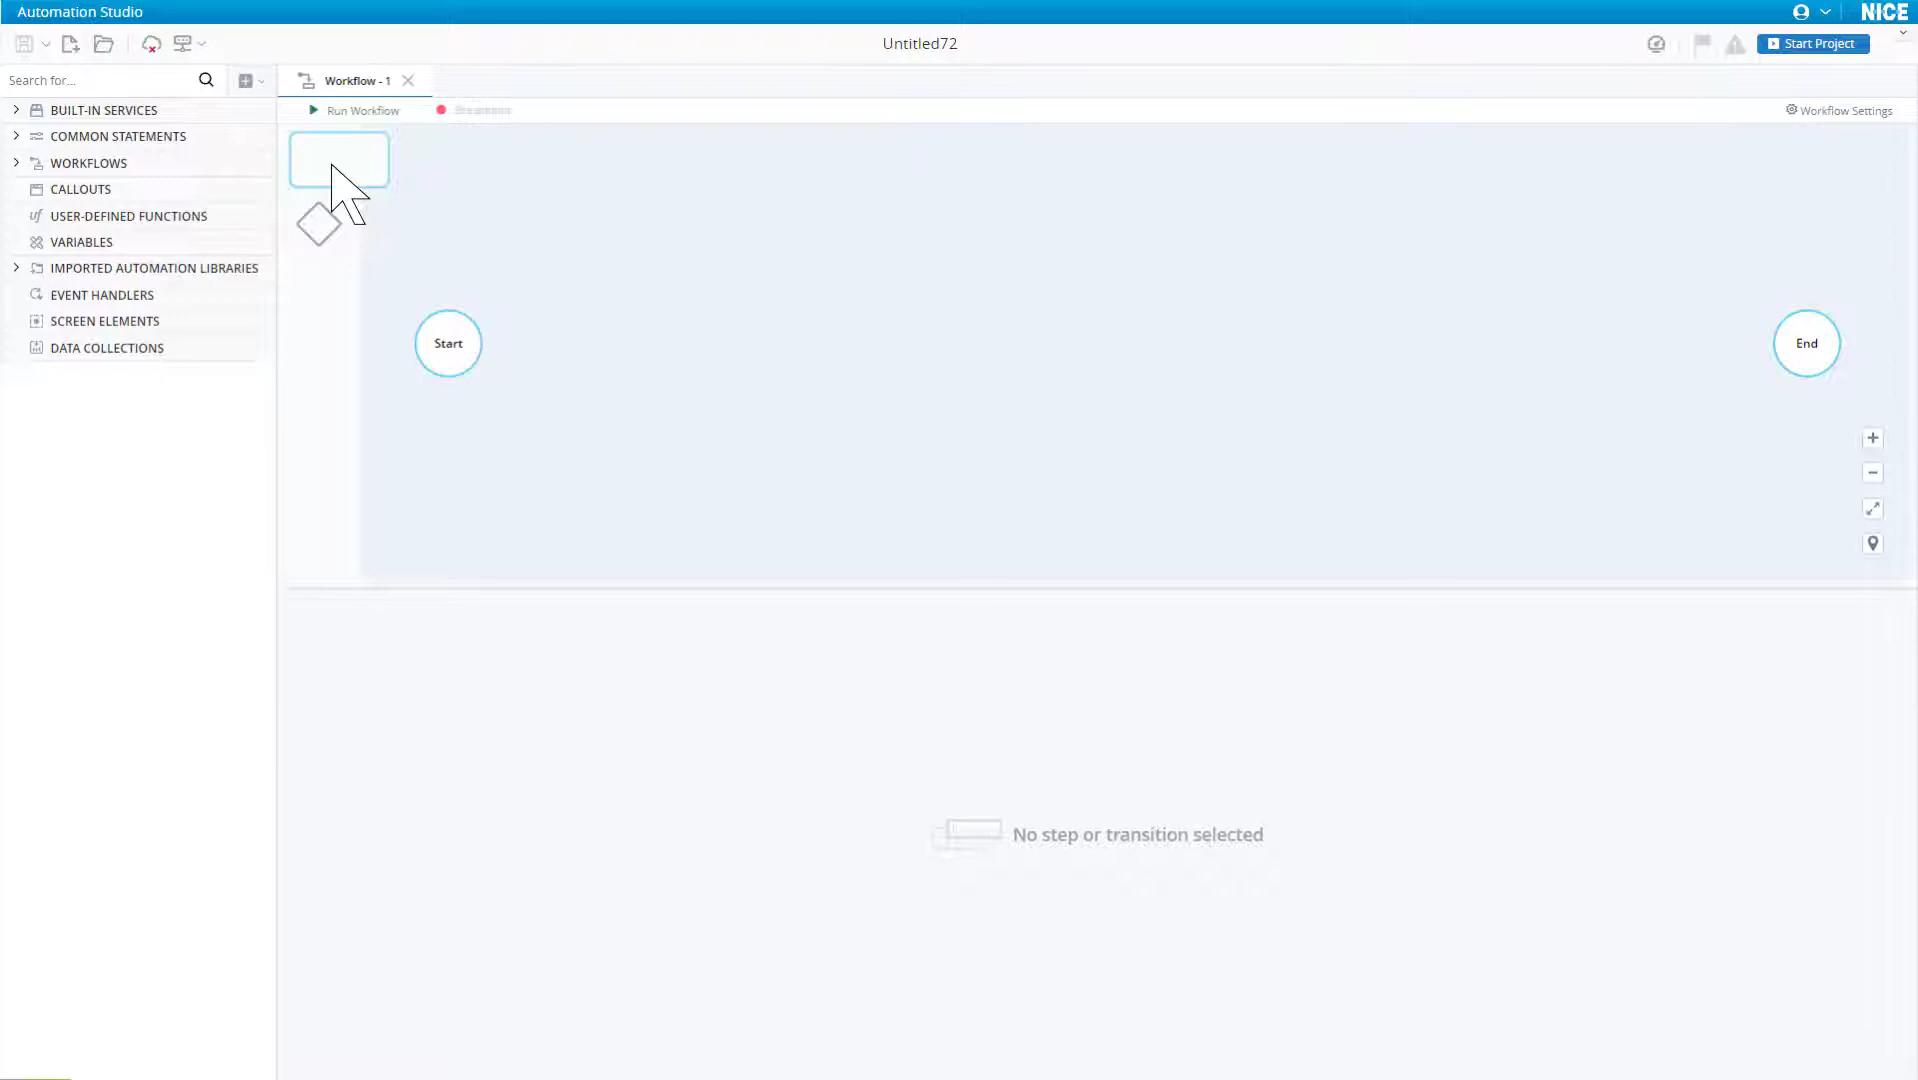 Automation Studio
NICE
Untitled72
Start Project
Search for...
Workflow - 1
BUILT-IN SERVICES
Run Workflow
Workflow Settings
COMMON STATEMENTS
WORKFLOWS
CALLOUTS
uf USER-DEFINED FUNCTIONS
VARIABLES
IMPORTED AUTOMATION LIBRARIES
EVENT HANDLERS
SCREEN ELEMENTS
DATA COLLECTIONS
Start
End
No step or transition selected